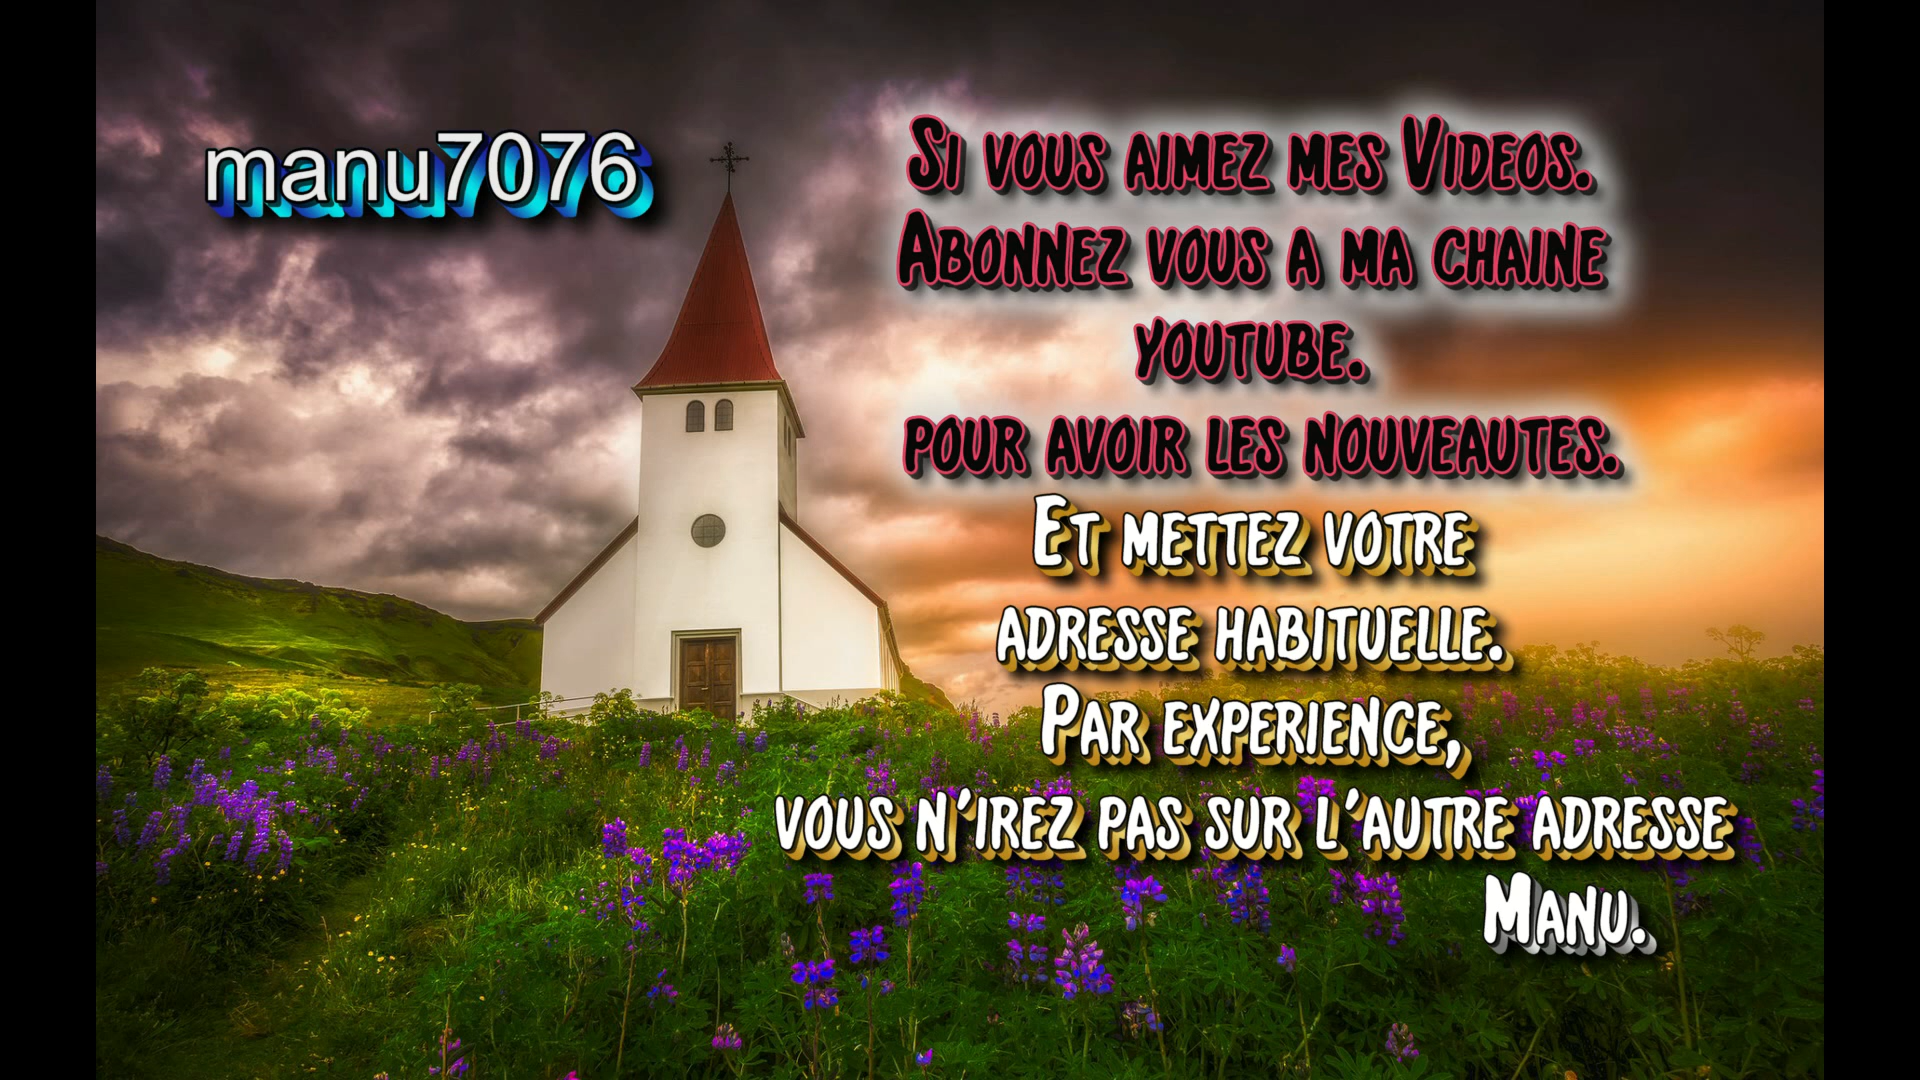 manu7076
Si vous aimez mes Videos.
Abonnez vous a ma chaine
youtube.
pour avoir les nouveautes.
Et mettez votre
adresse habituelle.
Par experience,
vous n'irez pas sur l'autre adresse
Manu.